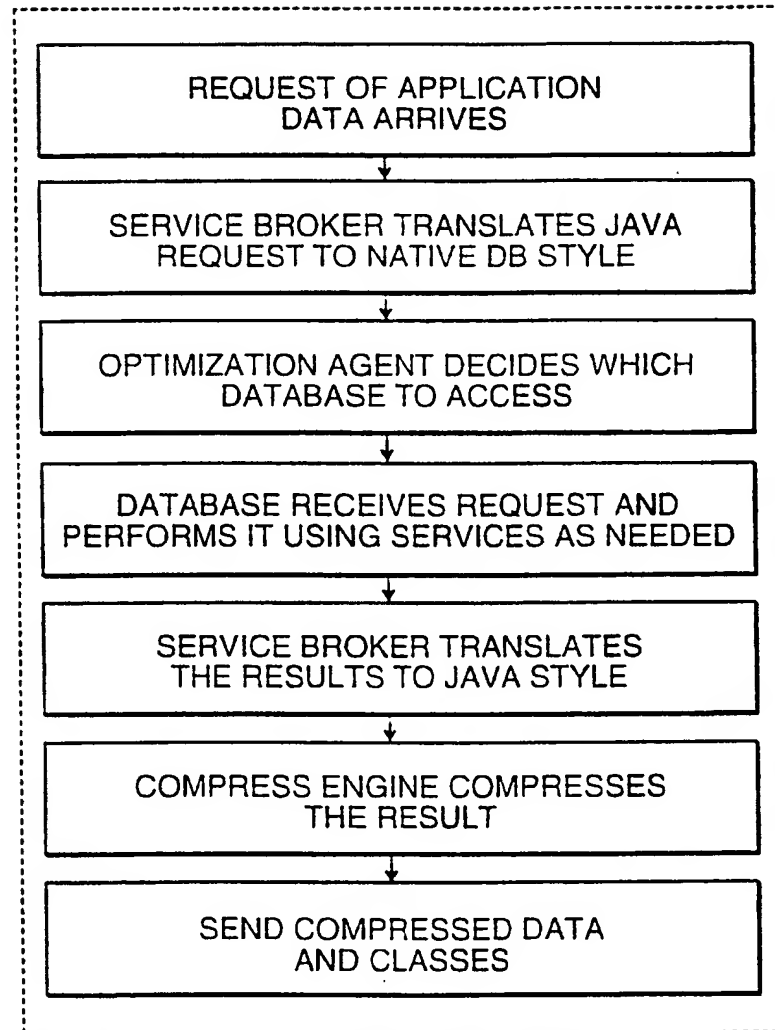 REQUEST OF APPLICATION
DATA ARRIVES
SERVICE BROKER TRANSLATES JAVA
REQUEST TO NATIVE DB STYLE
OPTIMIZATION AGENT DECIDES WHICH
DATABASE TO ACCESS
DATABASE RECEIVES REQUEST AND
PERFORMS IT USING SERVICES AS NEEDED
SERVICE BROKER TRANSLATES
THE RESULTS TO JAVA STYLE
COMPRESS ENGINE COMPRESSES
THE RESULT
SEND COMPRESSED DATA
AND CLASSES